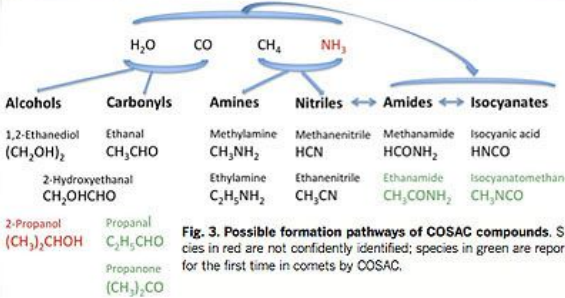 H₂O CO CH₄ NH₃
Alcohols Carbonyls Amines Nitriles Amides Isocyanates
1,2-Ethanediol Ethanal Methylamine Methanenitrile Methanamide Isocyanic acid
(CH₂OH)₂ CH₃CHO CH₃NH₂ HCN HCONH₂ HNCO
2-Hydroxyethanal Ethylamine Ethanenitrile Ethanamide Isocyanatomethan
CH₂OHCHO C₂H₅NH₂ CH₃CN CH₃CONH₂ CH₃NCO
2-Propanol Propanal
(CH₃)₂CHOH C₂H₅CHO
Propanone
(CH₃)₂CO
Fig. 3. Possible formation pathways of COSAC compounds. S
cies in red are not confidently identified; species in green are repor
for the first time in comets by COSAC.